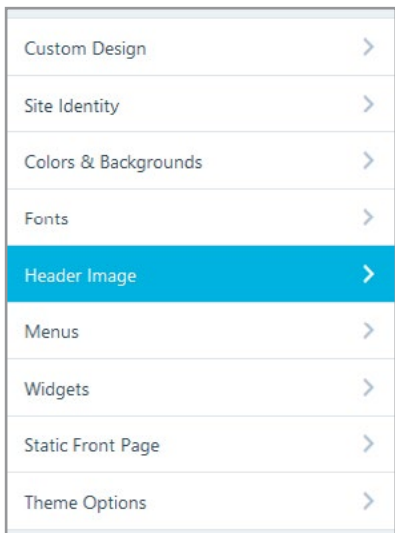 Custom Design
Site Identity
Colors & Backgrounds
Fonts
Header Image
Menus
Widgets
Static Front Page
Theme Options